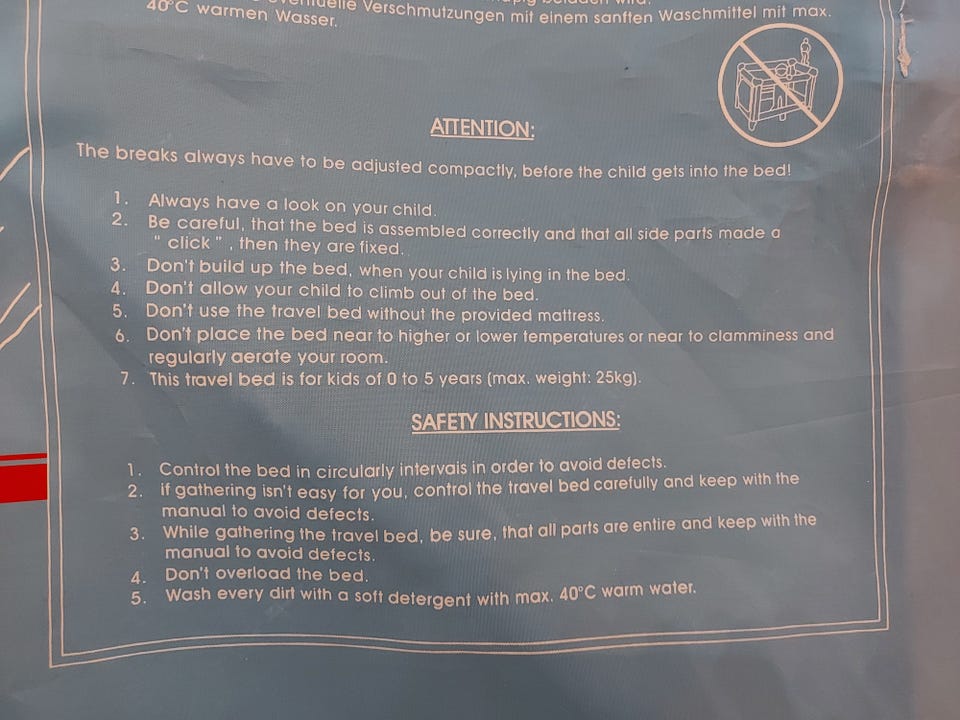 40°C warmen Wasser.
Verschmutzungen mit einem sanften Waschmittel mit max.
ATTENTION:
The breaks always have to be adjusted compactly, before the child gets into the bed!
1. Always have a look on your child.
2. Be careful, that the bed is assembled correctly and that all side parts made a
" click " , then they are fixed.
3. Don't build up the bed, when your child is lying in the bed.
4. Don't allow your child to climb out of the bed.
5. Don't use the travel bed without the provided mattress.
6. Don't place the bed near to higher or lower temperatures or near to clamminess and
regularly aerate your room.
7. This travel bed is for kids of 0 to 5 years (max. weight: 25kg).
SAFETY INSTRUCTIONS:
1. Control the bed in circularly intervais in order to avoid defects.
2. if gathering isn't easy for you, control the travel bed carefully and keep with the
manual to avoid defects.
3. While gathering the travel bed, be sure, that all parts are entire and keep with the
manual to avoid defects.
4. Don't overload the bed.
5. Wash every dirt with a soft detergent with max. 40°C warm water.